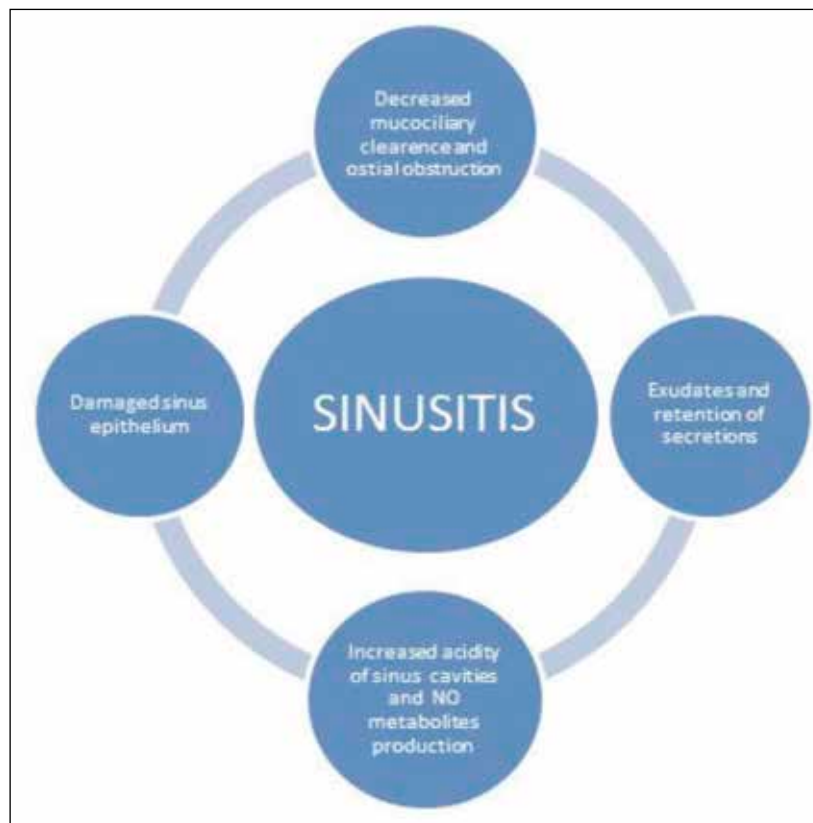 Decreased
mucociliary
clearence and
ostial obstruction
Damaged sinus
epithelium
SINUSITIS
Exudates and
retention of
secretions
Increased acidity
of sinus cavities
and NO
metabolites
production